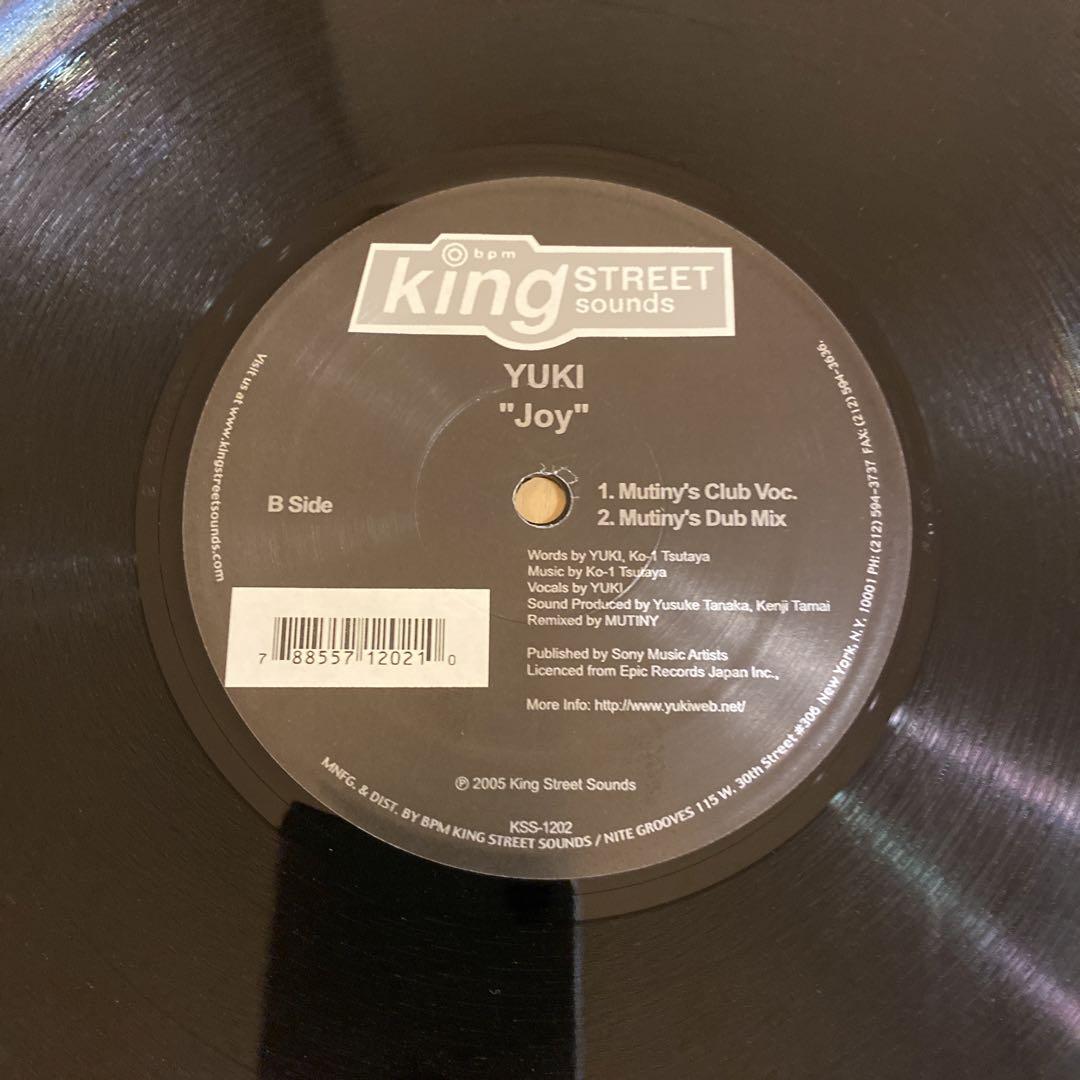 bpm
king STREET
sounds
YUKI
"Joy"
B Side
1. Mutiny's Club Voc.
2. Mutiny's Dub Mix
Words by YUKI, Ko-1 Tsutaya
Music by Ko-1 Tsutaya
Vocals by YUKI
Sound Produced by Yusuke Tanaka, Kenji Tamai
Remixed by MUTINY
Published by Sony Music Artists
Licenced from Epic Records Japan Inc.,
More Info: http://www.yukiweb.net/
7 88557 12021 0
℗ 2005 King Street Sounds
KSS-1202
Visit us at www.kingstreetsounds.com
MNFG. & DIST. BY BPM KING STREET SOUNDS / NITE GROOVES 115 W. 30th Street #306 New York, N.Y. 10001 PH: (212) 594-3737 FAX: (212) 594-3636.